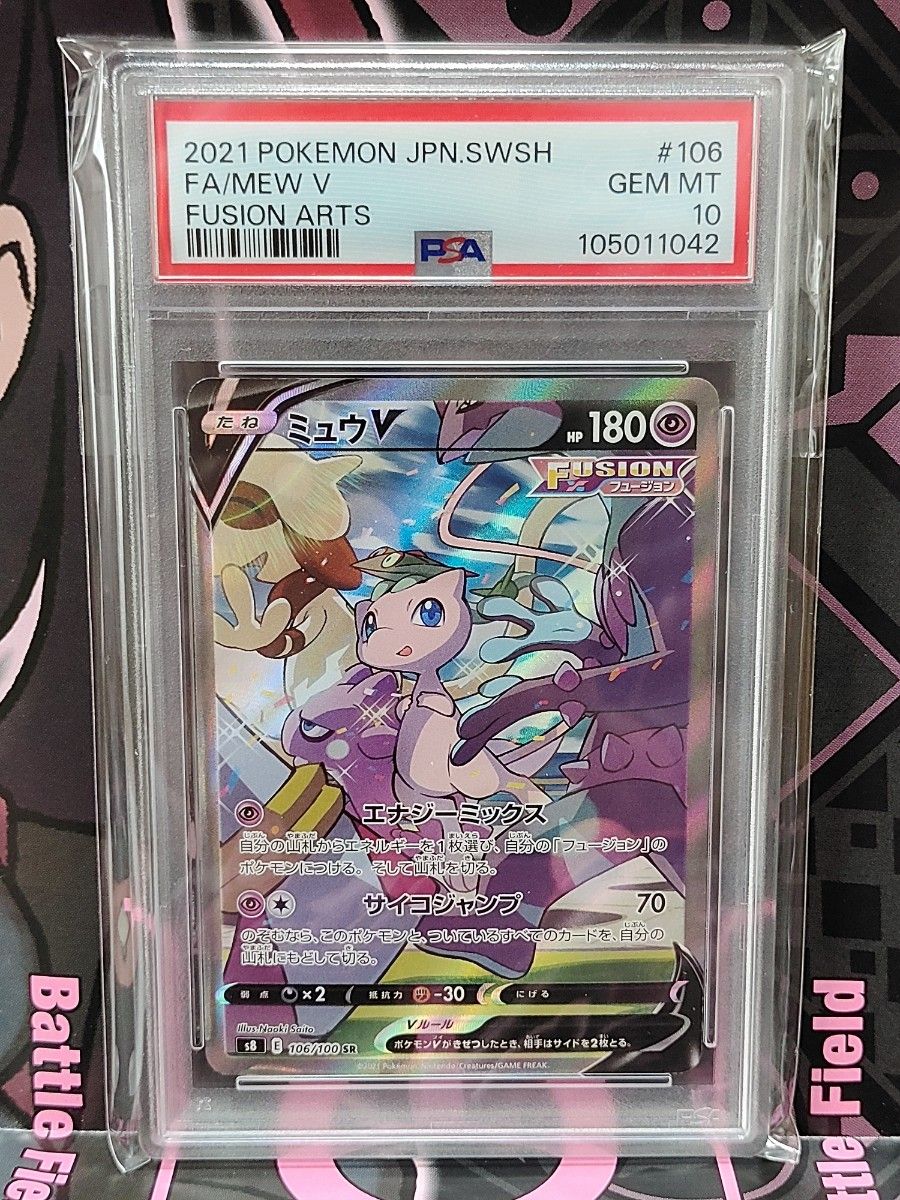 2021 POKEMON JPN.SWSH #106
FA/MEW V GEM MT
FUSION ARTS 10
PSA 105011042
たね ミュウV HP 180
FUSION
フュージョン
エナジーミックス
自分の山札からエネルギーを1枚選び、自分の「フュージョン」の
ポケモンにつける。そして山札を切る。
サイコジャンプ 70
のぞむなら、このポケモンと、ついているすべてのカードを、自分の
山札にもどして切る。
弱点 ×2 抵抗力 -30 にげる
Illus. Naoki Saito
Vルール
s8 E 106/100 SR
ポケモンVがきぜつしたとき、相手はサイドを2枚とる。
©2021 Pokémon/Nintendo/Creatures/GAME FREAK.
PSA
Battle Fie
ttle Field